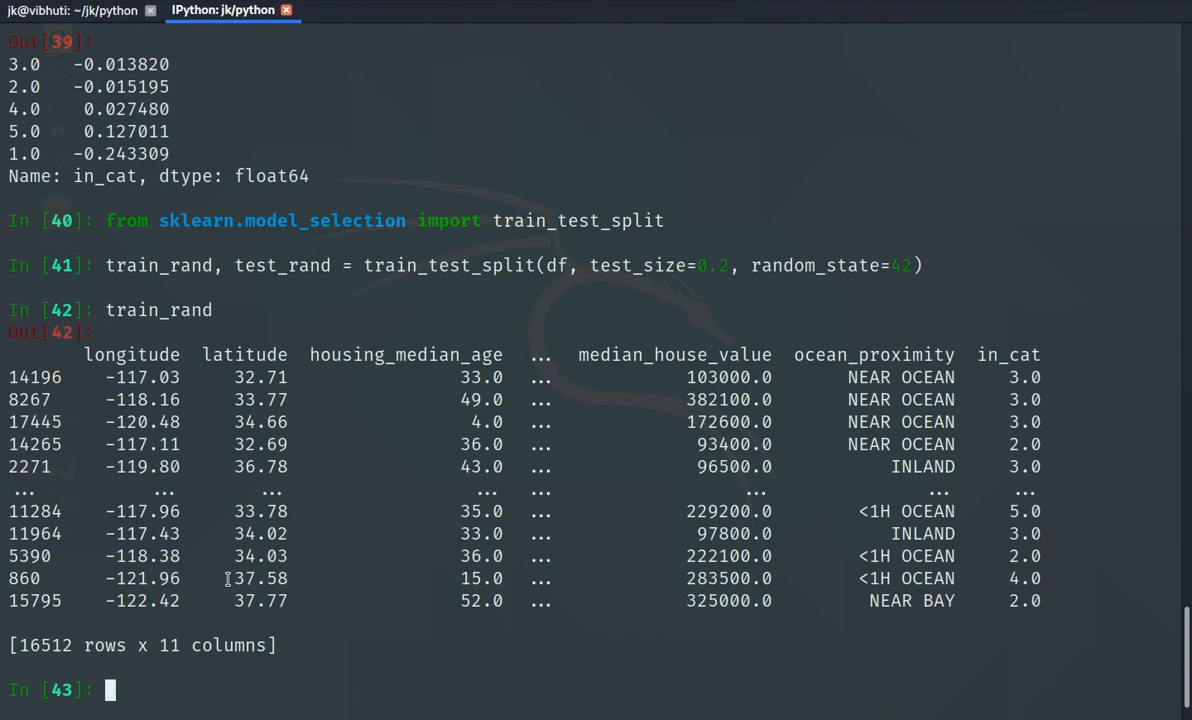 jk@vibhuti: ~/jk/python IPython: jk/python
Out[39]:
3.0   -0.013820
2.0   -0.015195
4.0    0.027480
5.0    0.127011
1.0   -0.243309
Name: in_cat, dtype: float64
In [40]: from sklearn.model_selection import train_test_split
In [41]: train_rand, test_rand = train_test_split(df, test_size=0.2, random_state=42)
In [42]: train_rand
Out[42]:
longitude  latitude  housing_median_age  ...  median_house_value  ocean_proximity  in_cat
14196    -117.03     32.71                33.0  ...            103000.0       NEAR OCEAN     3.0
8267     -118.16     33.77                49.0  ...            382100.0       NEAR OCEAN     3.0
17445    -120.48     34.66                 4.0  ...            172600.0       NEAR OCEAN     3.0
14265    -117.11     32.69                36.0  ...             93400.0       NEAR OCEAN     2.0
2271     -119.80     36.78                43.0  ...             96500.0           INLAND     3.0
...          ...       ...                 ...  ...                 ...              ...     ...
11284    -117.96     33.78                35.0  ...            229200.0        <1H OCEAN     5.0
11964    -117.43     34.02                33.0  ...             97800.0           INLAND     3.0
5390     -118.38     34.03                36.0  ...            222100.0        <1H OCEAN     2.0
860      -121.96     37.58                15.0  ...            283500.0        <1H OCEAN     4.0
15795    -122.42     37.77                52.0  ...            325000.0         NEAR BAY     2.0
[16512 rows x 11 columns]
In [43]: